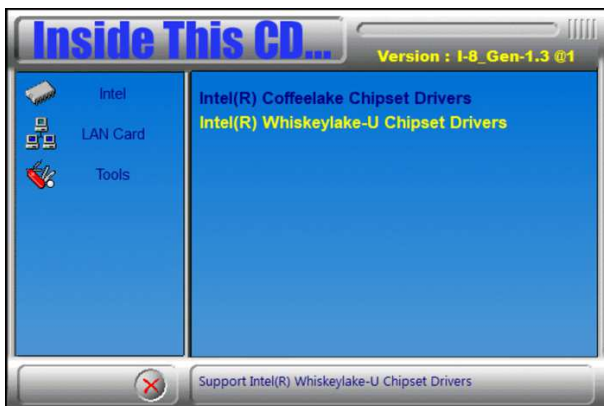 Inside This CD...
Version : I-8_Gen-1.3 @1
Intel
LAN Card
Tools
Intel(R) Coffeelake Chipset Drivers
Intel(R) Whiskeylake-U Chipset Drivers
Support Intel(R) Whiskeylake-U Chipset Drivers